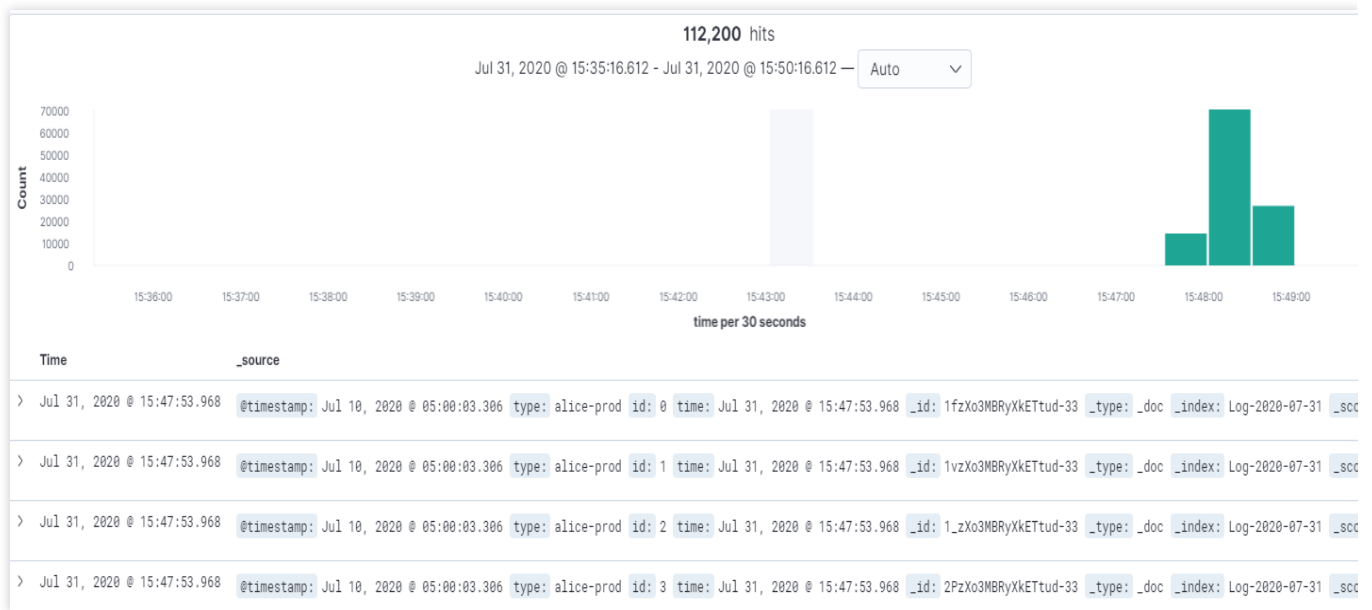 112,200 hits
Jul 31, 2020 @ 15:35:16.612 - Jul 31, 2020 @ 15:50:16.612 — Auto
70000
60000
50000
40000
30000
20000
10000
0
Count
15:36:00 15:37:00 15:38:00 15:39:00 15:40:00 15:41:00 15:42:00 15:43:00 15:44:00 15:45:00 15:46:00 15:47:00 15:48:00 15:49:00
time per 30 seconds
Time _source
Jul 31, 2020 @ 15:47:53.968 @timestamp: Jul 10, 2020 @ 05:00:03.306 type: alice-prod id: 0 time: Jul 31, 2020 @ 15:47:53.968 _id: 1fzXo3MBRyXkETtud-33 _type: _doc _index: Log-2020-07-31 _sco
Jul 31, 2020 @ 15:47:53.968 @timestamp: Jul 10, 2020 @ 05:00:03.306 type: alice-prod id: 1 time: Jul 31, 2020 @ 15:47:53.968 _id: 1vzXo3MBRyXkETtud-33 _type: _doc _index: Log-2020-07-31 _sco
Jul 31, 2020 @ 15:47:53.968 @timestamp: Jul 10, 2020 @ 05:00:03.306 type: alice-prod id: 2 time: Jul 31, 2020 @ 15:47:53.968 _id: 1_zXo3MBRyXkETtud-33 _type: _doc _index: Log-2020-07-31 _sco
Jul 31, 2020 @ 15:47:53.968 @timestamp: Jul 10, 2020 @ 05:00:03.306 type: alice-prod id: 3 time: Jul 31, 2020 @ 15:47:53.968 _id: 2PzXo3MBRyXkETtud-33 _type: _doc _index: Log-2020-07-31 _sco